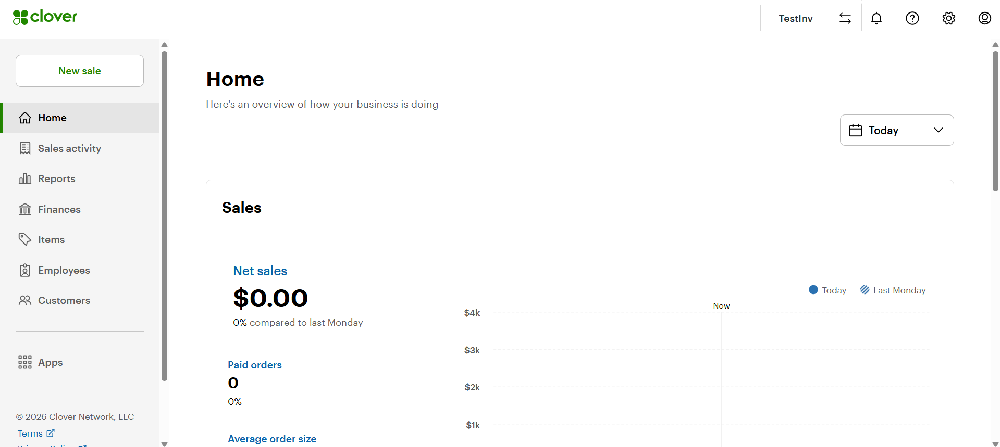 clover
TestInv
New sale
Home
Sales activity
Reports
Finances
Items
Employees
Customers
Apps
© 2026 Clover Network, LLC
Terms
Home
Here's an overview of how your business is doing
Today
Sales
Net sales
$0.00
0% compared to last Monday
Paid orders
0
0%
Average order size
Today
Last Monday
Now
$4k
$3k
$2k
$1k